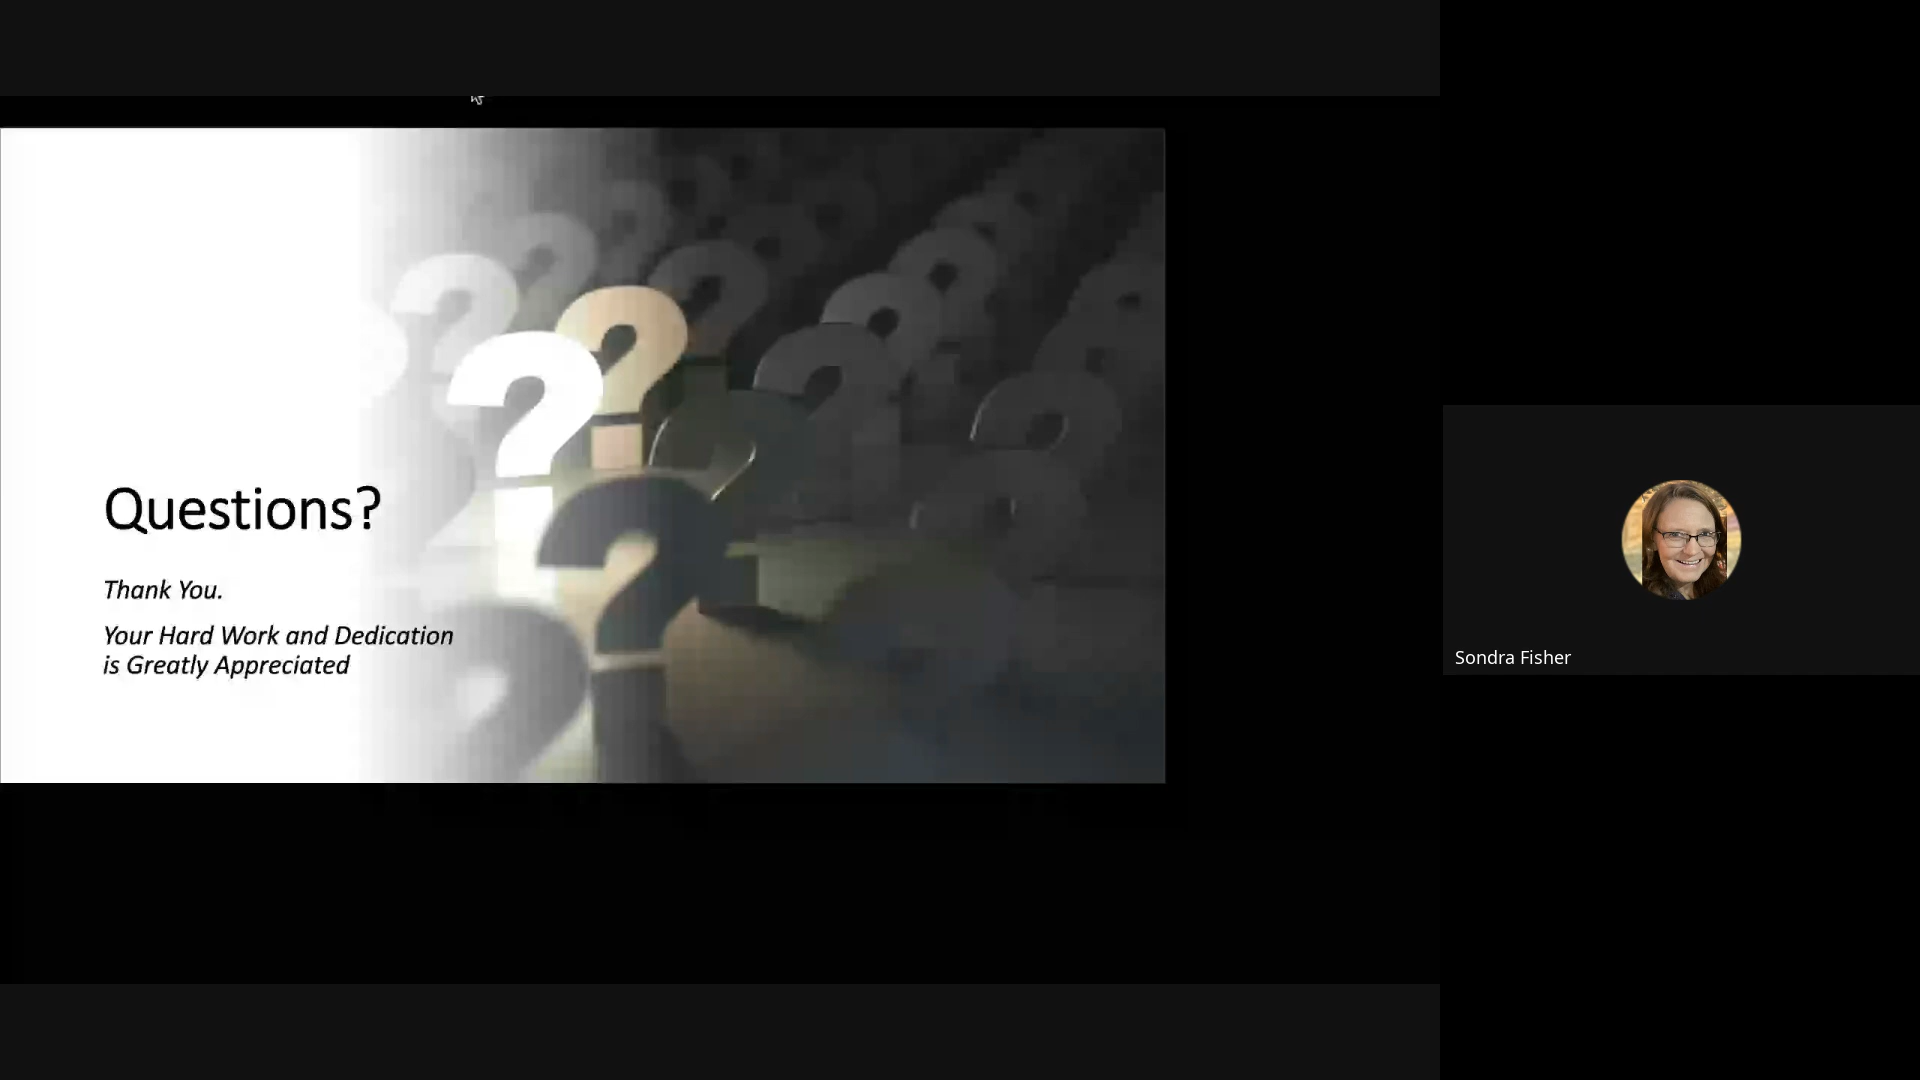 Questions?
Thank You.
Your Hard Work and Dedication
is Greatly Appreciated
Sondra Fisher